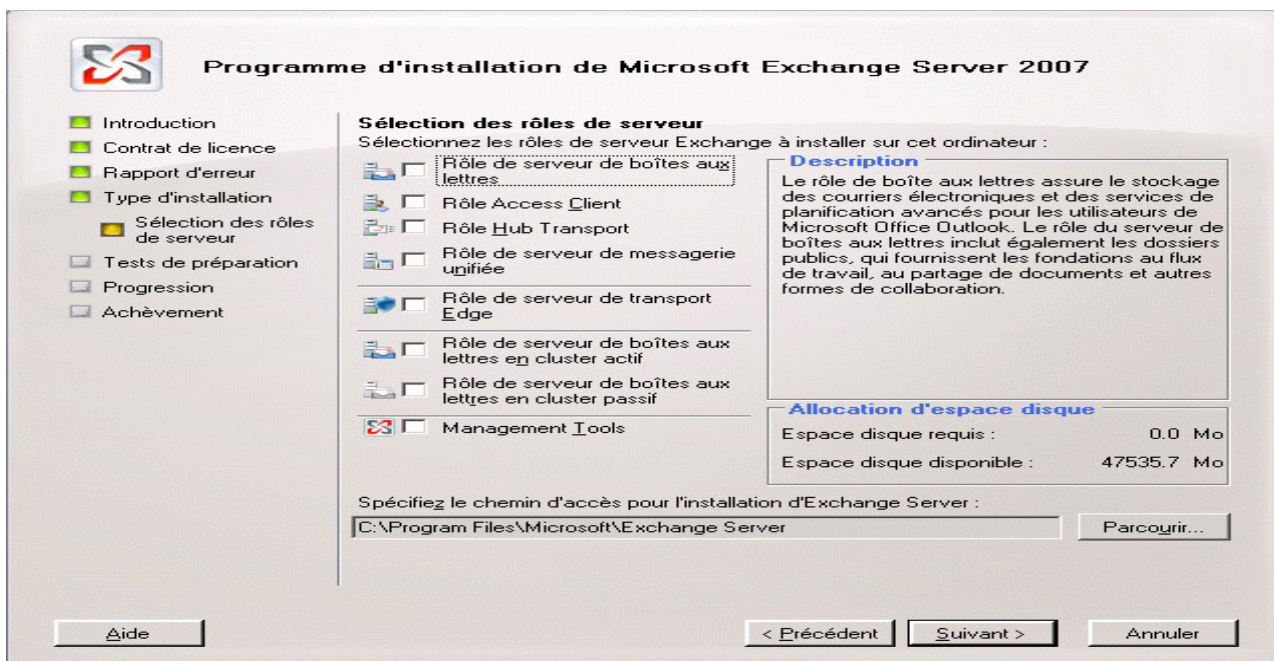 Programme d'installation de Microsoft Exchange Server 2007
Introduction
Contrat de licence
Rapport d'erreur
Type d'installation
Sélection des rôles
de serveur
Tests de préparation
Progression
Achèvement
Sélection des rôles de serveur
Sélectionnez les rôles de serveur Exchange à installer sur cet ordinateur :
Rôle de serveur de boîtes aux
lettres
Rôle Access Client
Rôle Hub Transport
Rôle de serveur de messagerie
unifiée
Rôle de serveur de transport
Edge
Rôle de serveur de boîtes aux
lettres en cluster actif
Rôle de serveur de boîtes aux
lettres en cluster passif
Management Tools
Description
Le rôle de boîte aux lettres assure le stockage
des courriers électroniques et des services de
planification avancés pour les utilisateurs de
Microsoft Office Outlook. Le rôle du serveur de
boîtes aux lettres inclut également les dossiers
publics, qui fournissent les fondations au flux
de travail, au partage de documents et autres
formes de collaboration.
Allocation d'espace disque
Espace disque requis : 0.0 Mo
Espace disque disponible : 47535.7 Mo
Spécifiez le chemin d'accès pour l'installation d'Exchange Server :
C:\Program Files\Microsoft\Exchange Server
Parcourir...
Aide
< Précédent
Suivant >
Annuler